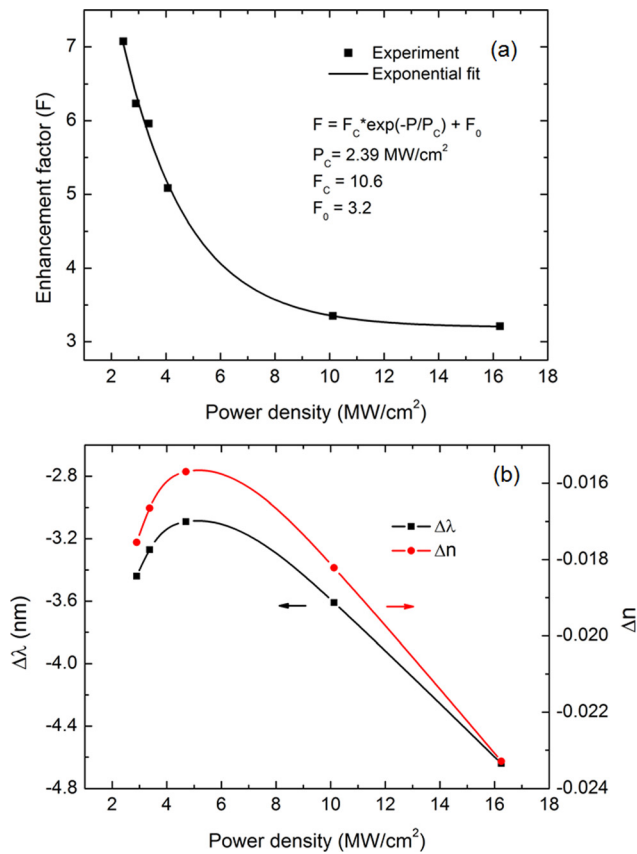 (a)
Experiment
Exponential fit
F = F_C*exp(-P/P_C) + F_0
P_C= 2.39 MW/cm²
F_C = 10.6
F_0 = 3.2
Enhancement factor (F)
7
6
5
4
3
2 4 6 8 10 12 14 16 18
Power density (MW/cm²)
(b)
Δλ
Δn
Δλ (nm)
-2.8
-3.2
-3.6
-4.0
-4.4
-4.8
Δn
-0.016
-0.018
-0.020
-0.022
-0.024
2 4 6 8 10 12 14 16 18
Power density (MW/cm²)